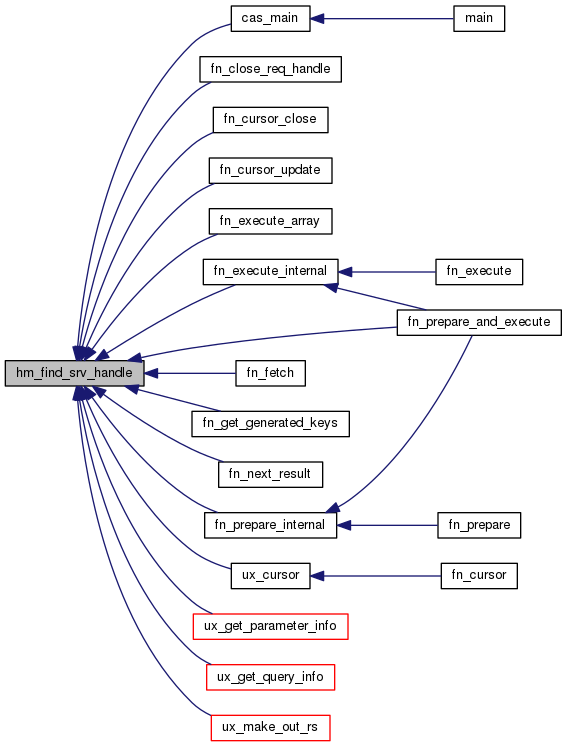 cas_main
main
fn_close_req_handle
fn_cursor_close
fn_cursor_update
fn_execute_array
fn_execute_internal
fn_execute
fn_prepare_and_execute
hm_find_srv_handle
fn_fetch
fn_get_generated_keys
fn_next_result
fn_prepare_internal
fn_prepare
ux_cursor
fn_cursor
ux_get_parameter_info
ux_get_query_info
ux_make_out_rs